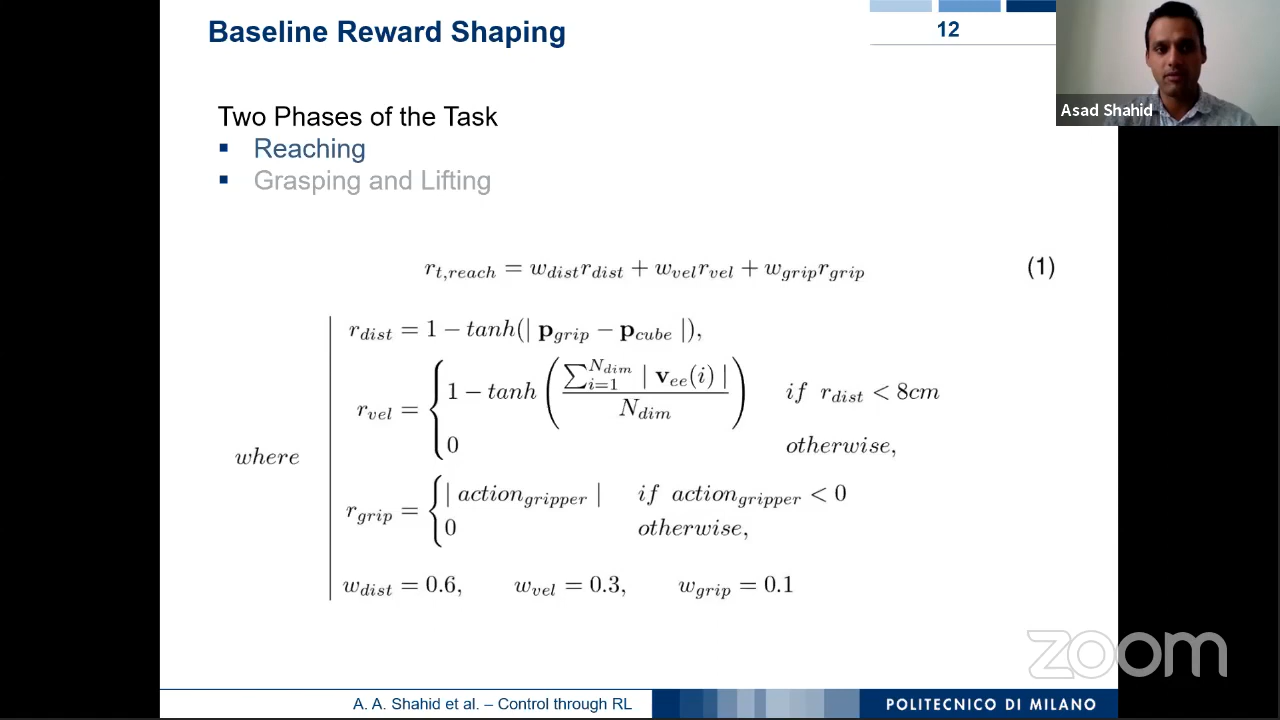 Baseline Reward Shaping
12
Asad Shahid
Two Phases of the Task
▪ Reaching
▪ Grasping and Lifting
r_{t,reach} = w_{dist}r_{dist} + w_{vel}r_{vel} + w_{grip}r_{grip} (1)
where
r_{dist} = 1 − tanh(| p_{grip} − p_{cube} |),
r_{vel} = { 1 − tanh ( ∑_{i=1}^{N_{dim}} | v_{ee}(i) | / N_{dim} ) if r_{dist} < 8cm
0 otherwise,
r_{grip} = { | action_{gripper} | if action_{gripper} < 0
0 otherwise,
w_{dist} = 0.6, w_{vel} = 0.3, w_{grip} = 0.1
zoom
A. A. Shahid et al. – Control through RL
POLITECNICO DI MILANO